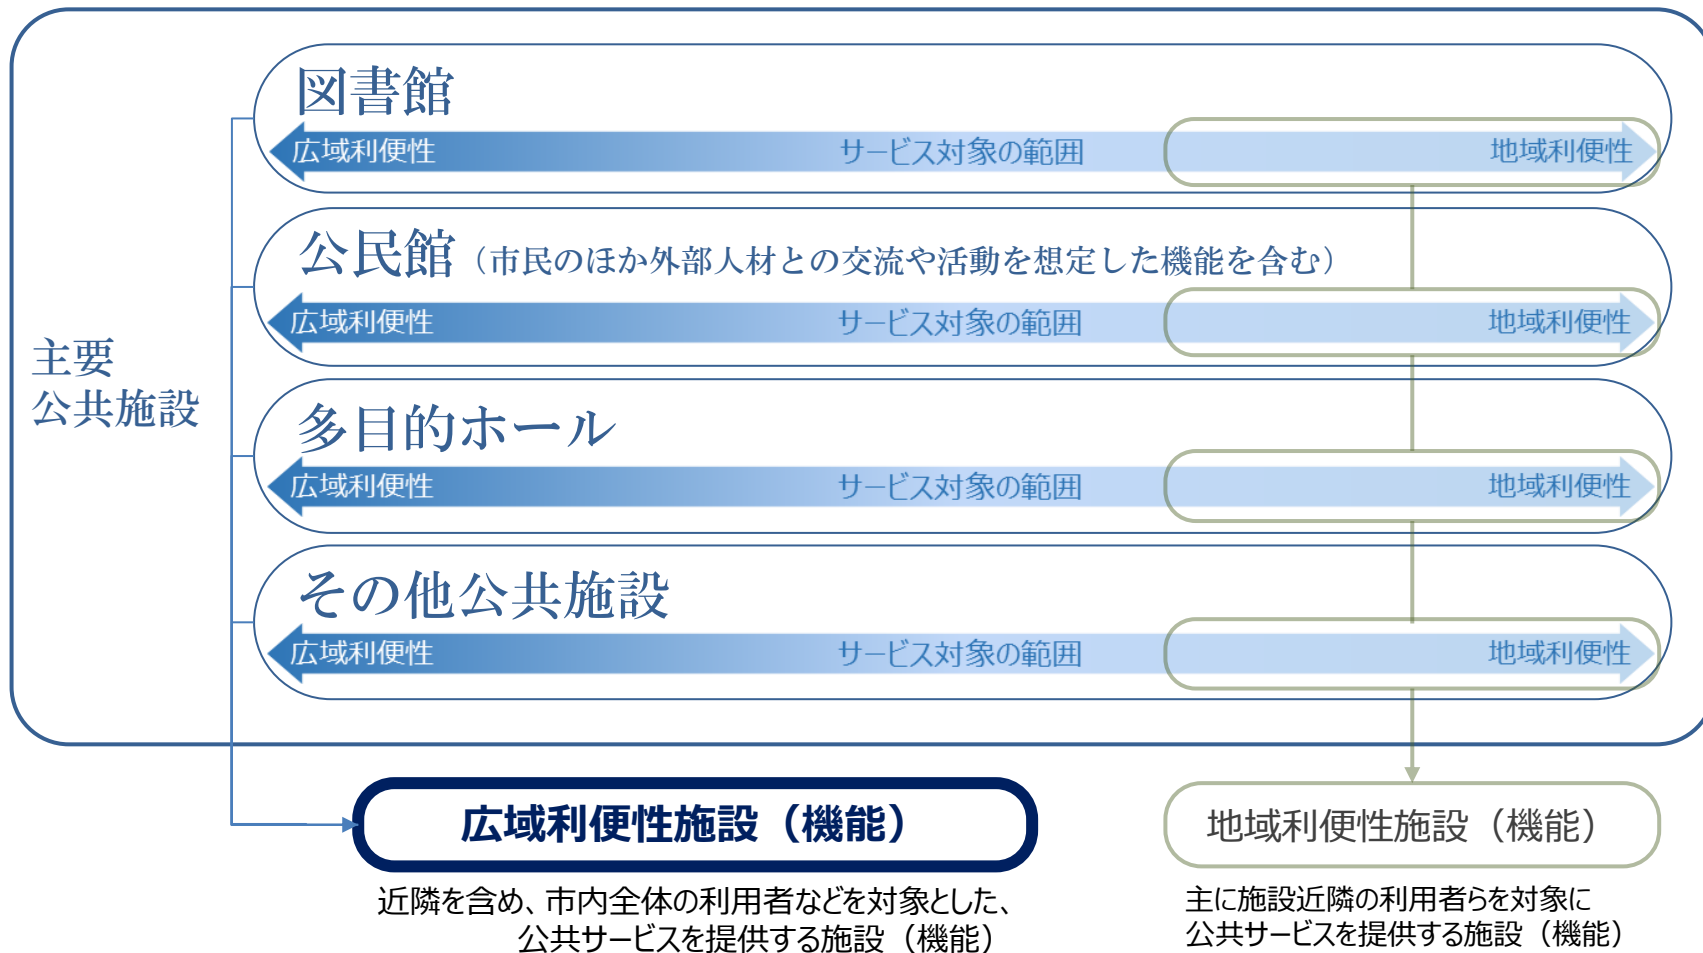 主要
公共施設
図書館
広域利便性 サービス対象の範囲 地域利便性
公民館（市民のほか外部人材との交流や活動を想定した機能を含む）
広域利便性 サービス対象の範囲 地域利便性
多目的ホール
広域利便性 サービス対象の範囲 地域利便性
その他公共施設
広域利便性 サービス対象の範囲 地域利便性
広域利便性施設（機能）
近隣を含め、市内全体の利用者などを対象とした、
公共サービスを提供する施設（機能）
地域利便性施設（機能）
主に施設近隣の利用者らを対象に
公共サービスを提供する施設（機能）